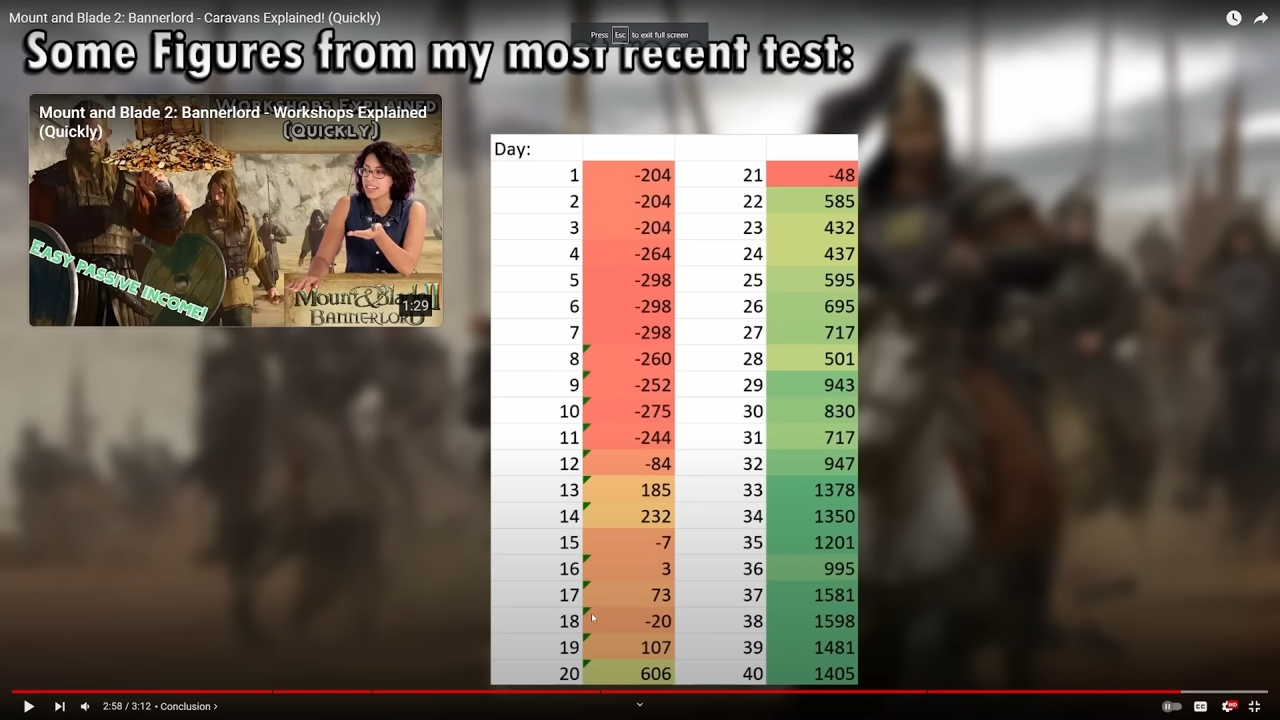 Mount and Blade 2: Bannerlord - Caravans Explained! (Quickly)
Press Esc to exit full screen
Some Figures from my most recent test:
WORKSHOPS EXPLAINED
Mount and Blade 2: Bannerlord - Workshops Explained
(Quickly)
(QUICKLY)
EASY PASSIVE INCOME!
MOUNT & BLADE II
BANNERLORD
1:29
Day:
1 -204 21 -48
2 -204 22 585
3 -204 23 432
4 -264 24 437
5 -298 25 595
6 -298 26 695
7 -298 27 717
8 -260 28 501
9 -252 29 943
10 -275 30 830
11 -244 31 717
12 -84 32 947
13 185 33 1378
14 232 34 1350
15 -7 35 1201
16 3 36 995
17 73 37 1581
18 -20 38 1598
19 107 39 1481
20 606 40 1405
2:58 / 3:12 • Conclusion >
CC
HD